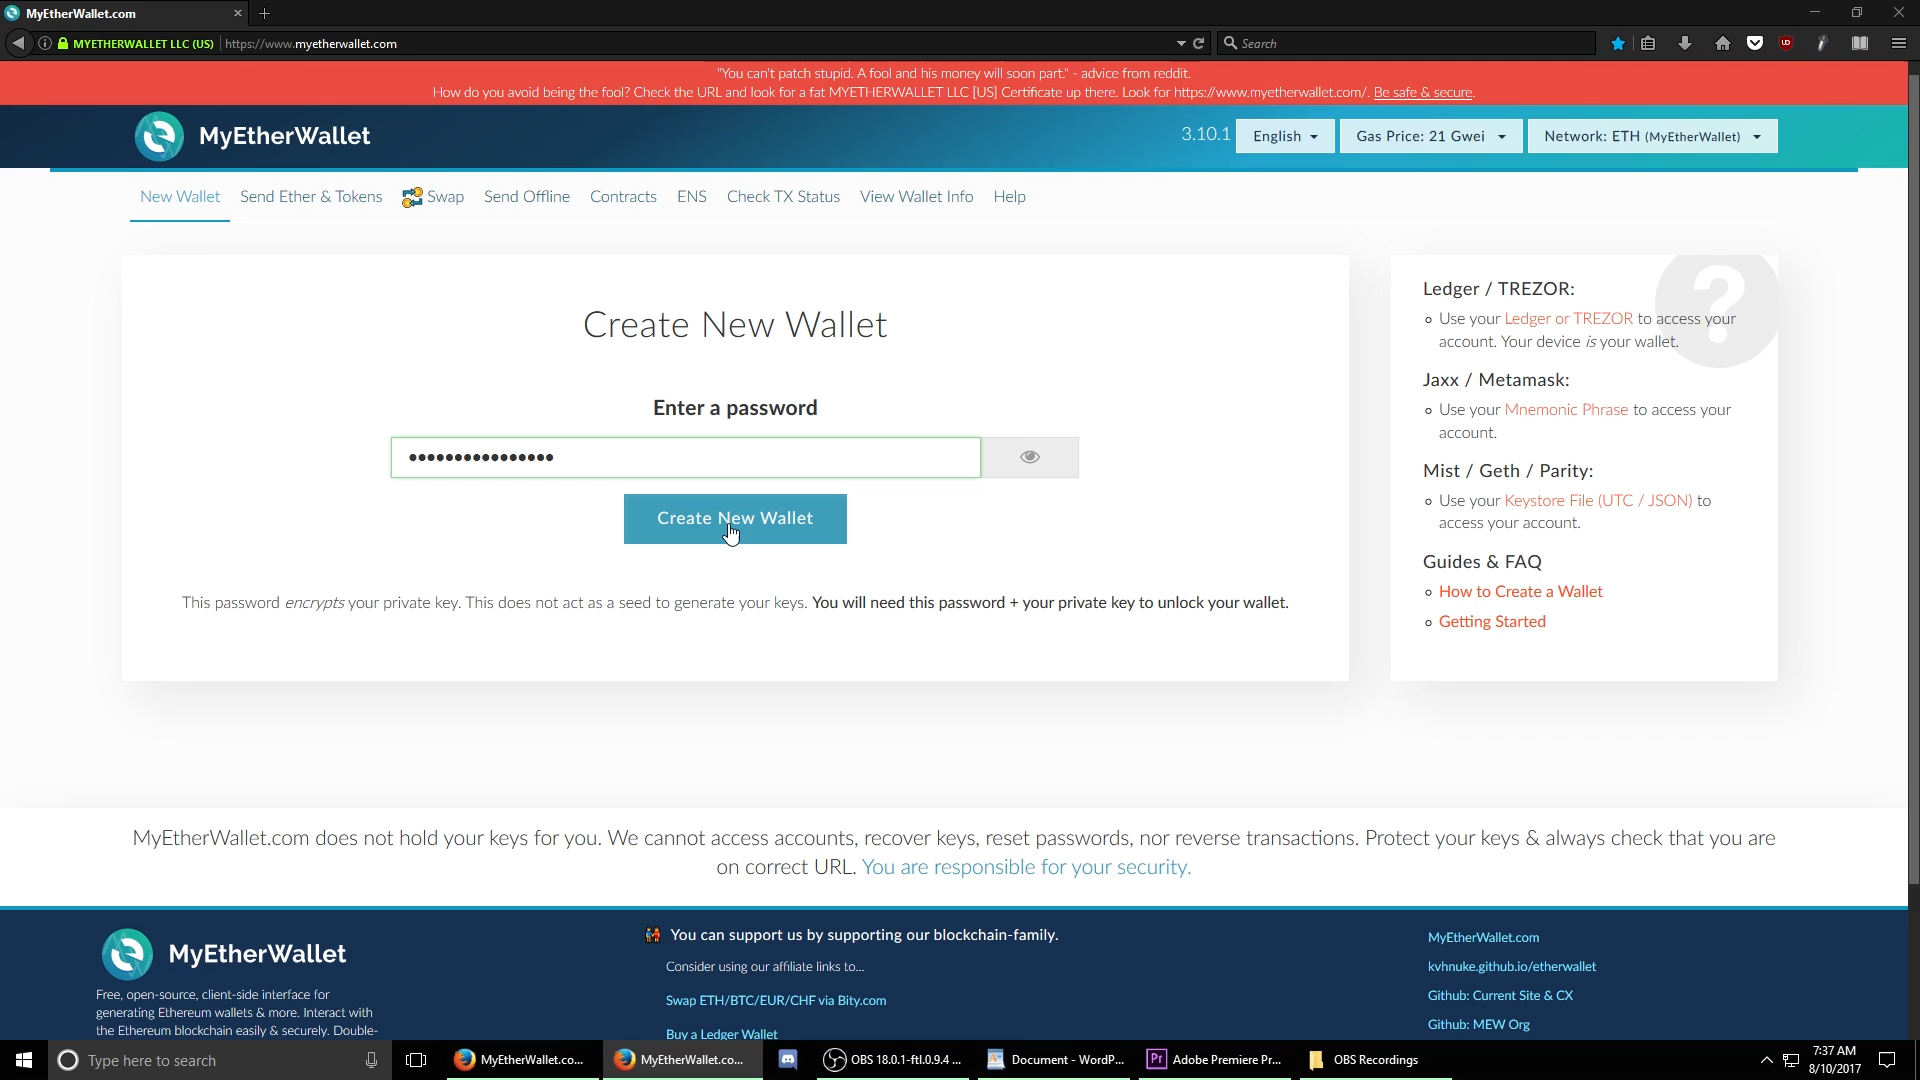 MyEtherWallet.com
MYETHERWALLET LLC (US) https://www.myetherwallet.com
Search
"You can't patch stupid. A fool and his money will soon part." - advice from reddit.
How do you avoid being the fool? Check the URL and look for a fat MYETHERWALLET LLC [US] Certificate up there. Look for https://www.myetherwallet.com/. Be safe & secure.
MyEtherWallet
3.10.1 English Gas Price: 21 Gwei Network: ETH (MyEtherWallet)
New Wallet Send Ether & Tokens Swap Send Offline Contracts ENS Check TX Status View Wallet Info Help
Create New Wallet
Enter a password
••••••••••••••••
Create New Wallet
This password encrypts your private key. This does not act as a seed to generate your keys. You will need this password + your private key to unlock your wallet.
?
Ledger / TREZOR:
Use your Ledger or TREZOR to access your
account. Your device is your wallet.
Jaxx / Metamask:
Use your Mnemonic Phrase to access your
account.
Mist / Geth / Parity:
Use your Keystore File (UTC / JSON) to
access your account.
Guides & FAQ
How to Create a Wallet
Getting Started
MyEtherWallet.com does not hold your keys for you. We cannot access accounts, recover keys, reset passwords, nor reverse transactions. Protect your keys & always check that you are
on correct URL. You are responsible for your security.
MyEtherWallet
Free, open-source, client-side interface for
generating Ethereum wallets & more. Interact with
the Ethereum blockchain easily & securely. Double-
You can support us by supporting our blockchain-family.
Consider using our affiliate links to...
Swap ETH/BTC/EUR/CHF via Bity.com
Buy a Ledger Wallet
MyEtherWallet.com
kvhnuke.github.io/etherwallet
Github: Current Site & CX
Github: MEW Org
Type here to search
MyEtherWallet.co...
MyEtherWallet.co...
OBS 18.0.1-ftl.0.9.4 ...
Document - WordP...
Pr Adobe Premiere Pr...
OBS Recordings
7:37 AM
8/10/2017